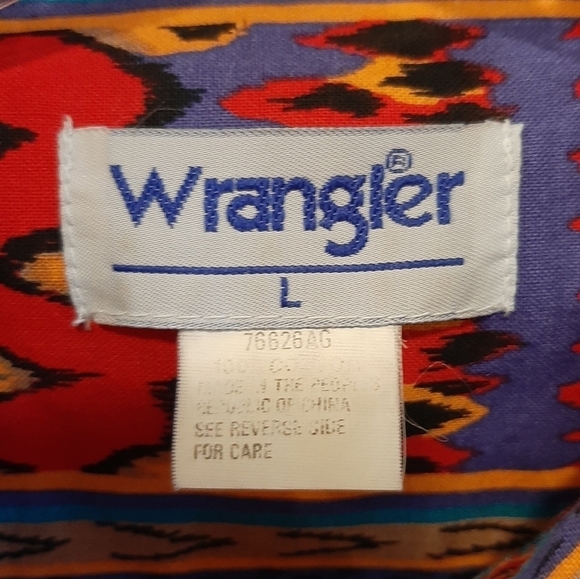 Wrangler®
L
76626AG
100% COTTON
MADE IN THE PEOPLE'S
REPUBLIC OF CHINA
SEE REVERSE SIDE
FOR CARE